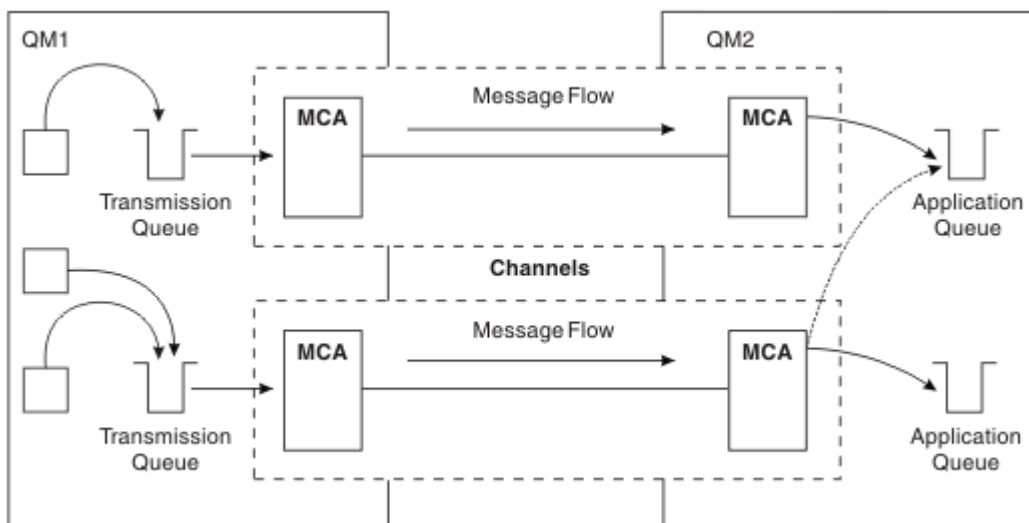 QM1
QM2
Message Flow
MCA
MCA
Transmission
Queue
Application
Queue
Channels
Message Flow
MCA
MCA
Transmission
Queue
Application
Queue